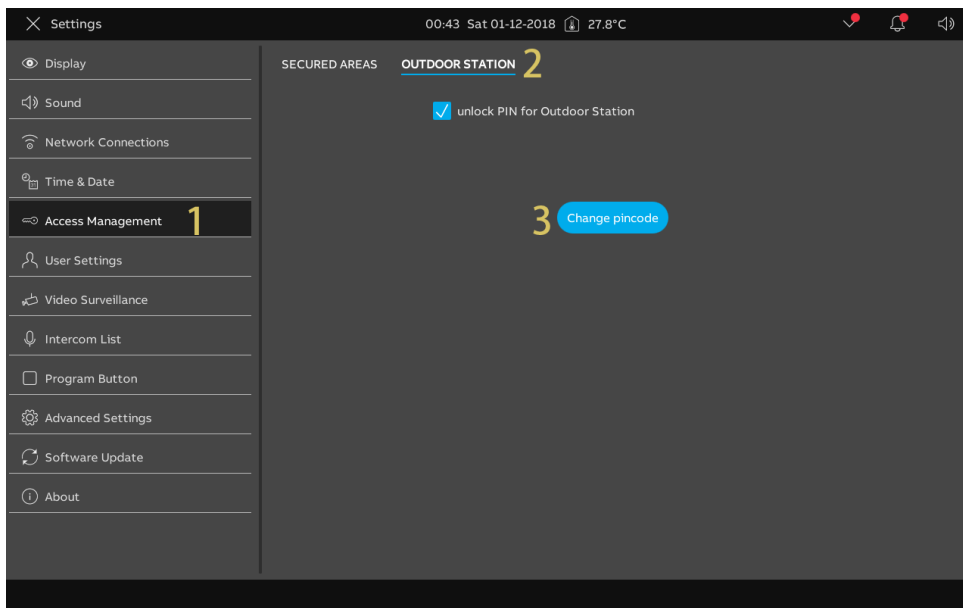 Settings
00:43 Sat 01-12-2018 27.8°C
Display
Sound
Network Connections
Time & Date
Access Management 1
User Settings
Video Surveillance
Intercom List
Program Button
Advanced Settings
Software Update
About
SECURED AREAS OUTDOOR STATION 2
unlock PIN for Outdoor Station
3 Change pincode